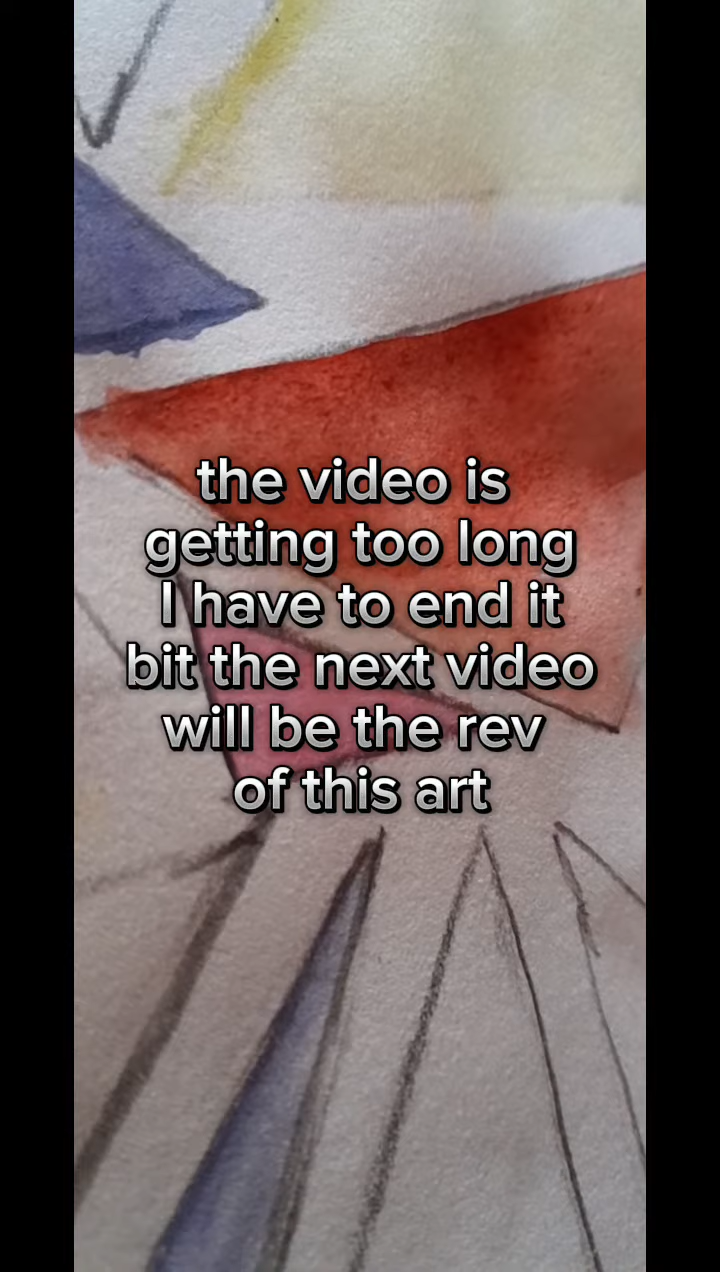 the video is
getting too long
I have to end it
bit the next video
will be the rev
of this art